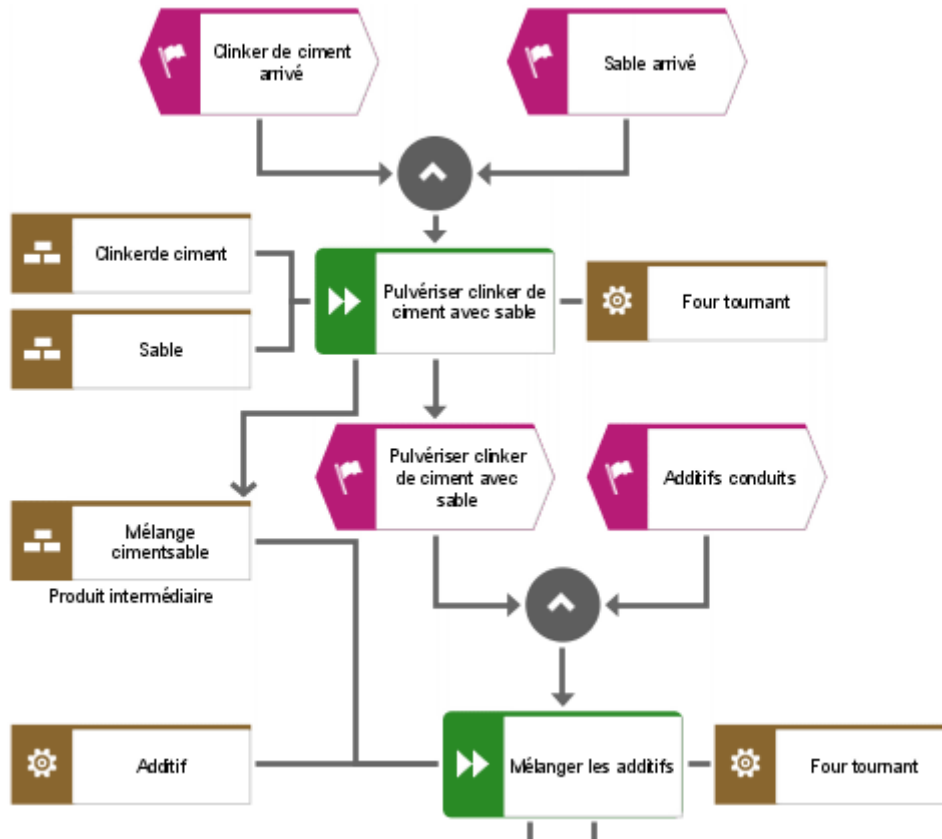 Clinker de ciment
arrivé
Sable arrivé
Clinkerde ciment
Pulvériser clinker de
ciment avec sable
Four tournant
Sable
Pulvériser clinker
de ciment avec
sable
Additifs conduits
Mélange
cimentsable
Produit intermédiaire
Additif
Mélanger les additifs
Four tournant